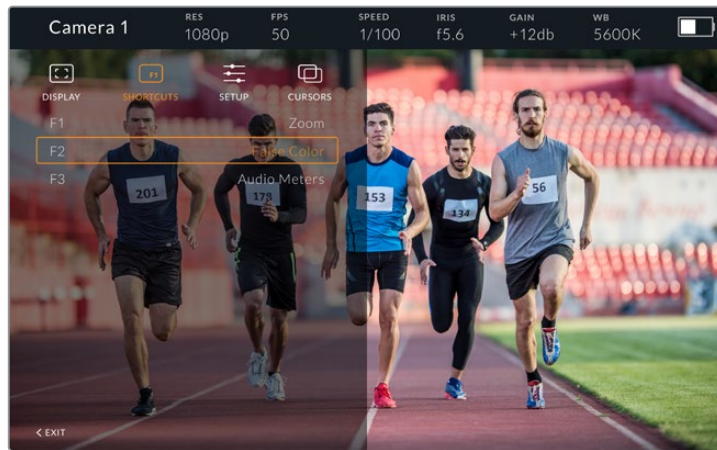 Camera 1
RES FPS SPEED IRIS GAIN WB
1080p 50 1/100 f5.6 +12db 5600K
F1
DISPLAY SHORTCUTS SETUP CURSORS
F1 Zoom
F2 False Color
F3 Audio Meters
201
178
153
134
56
< EXIT